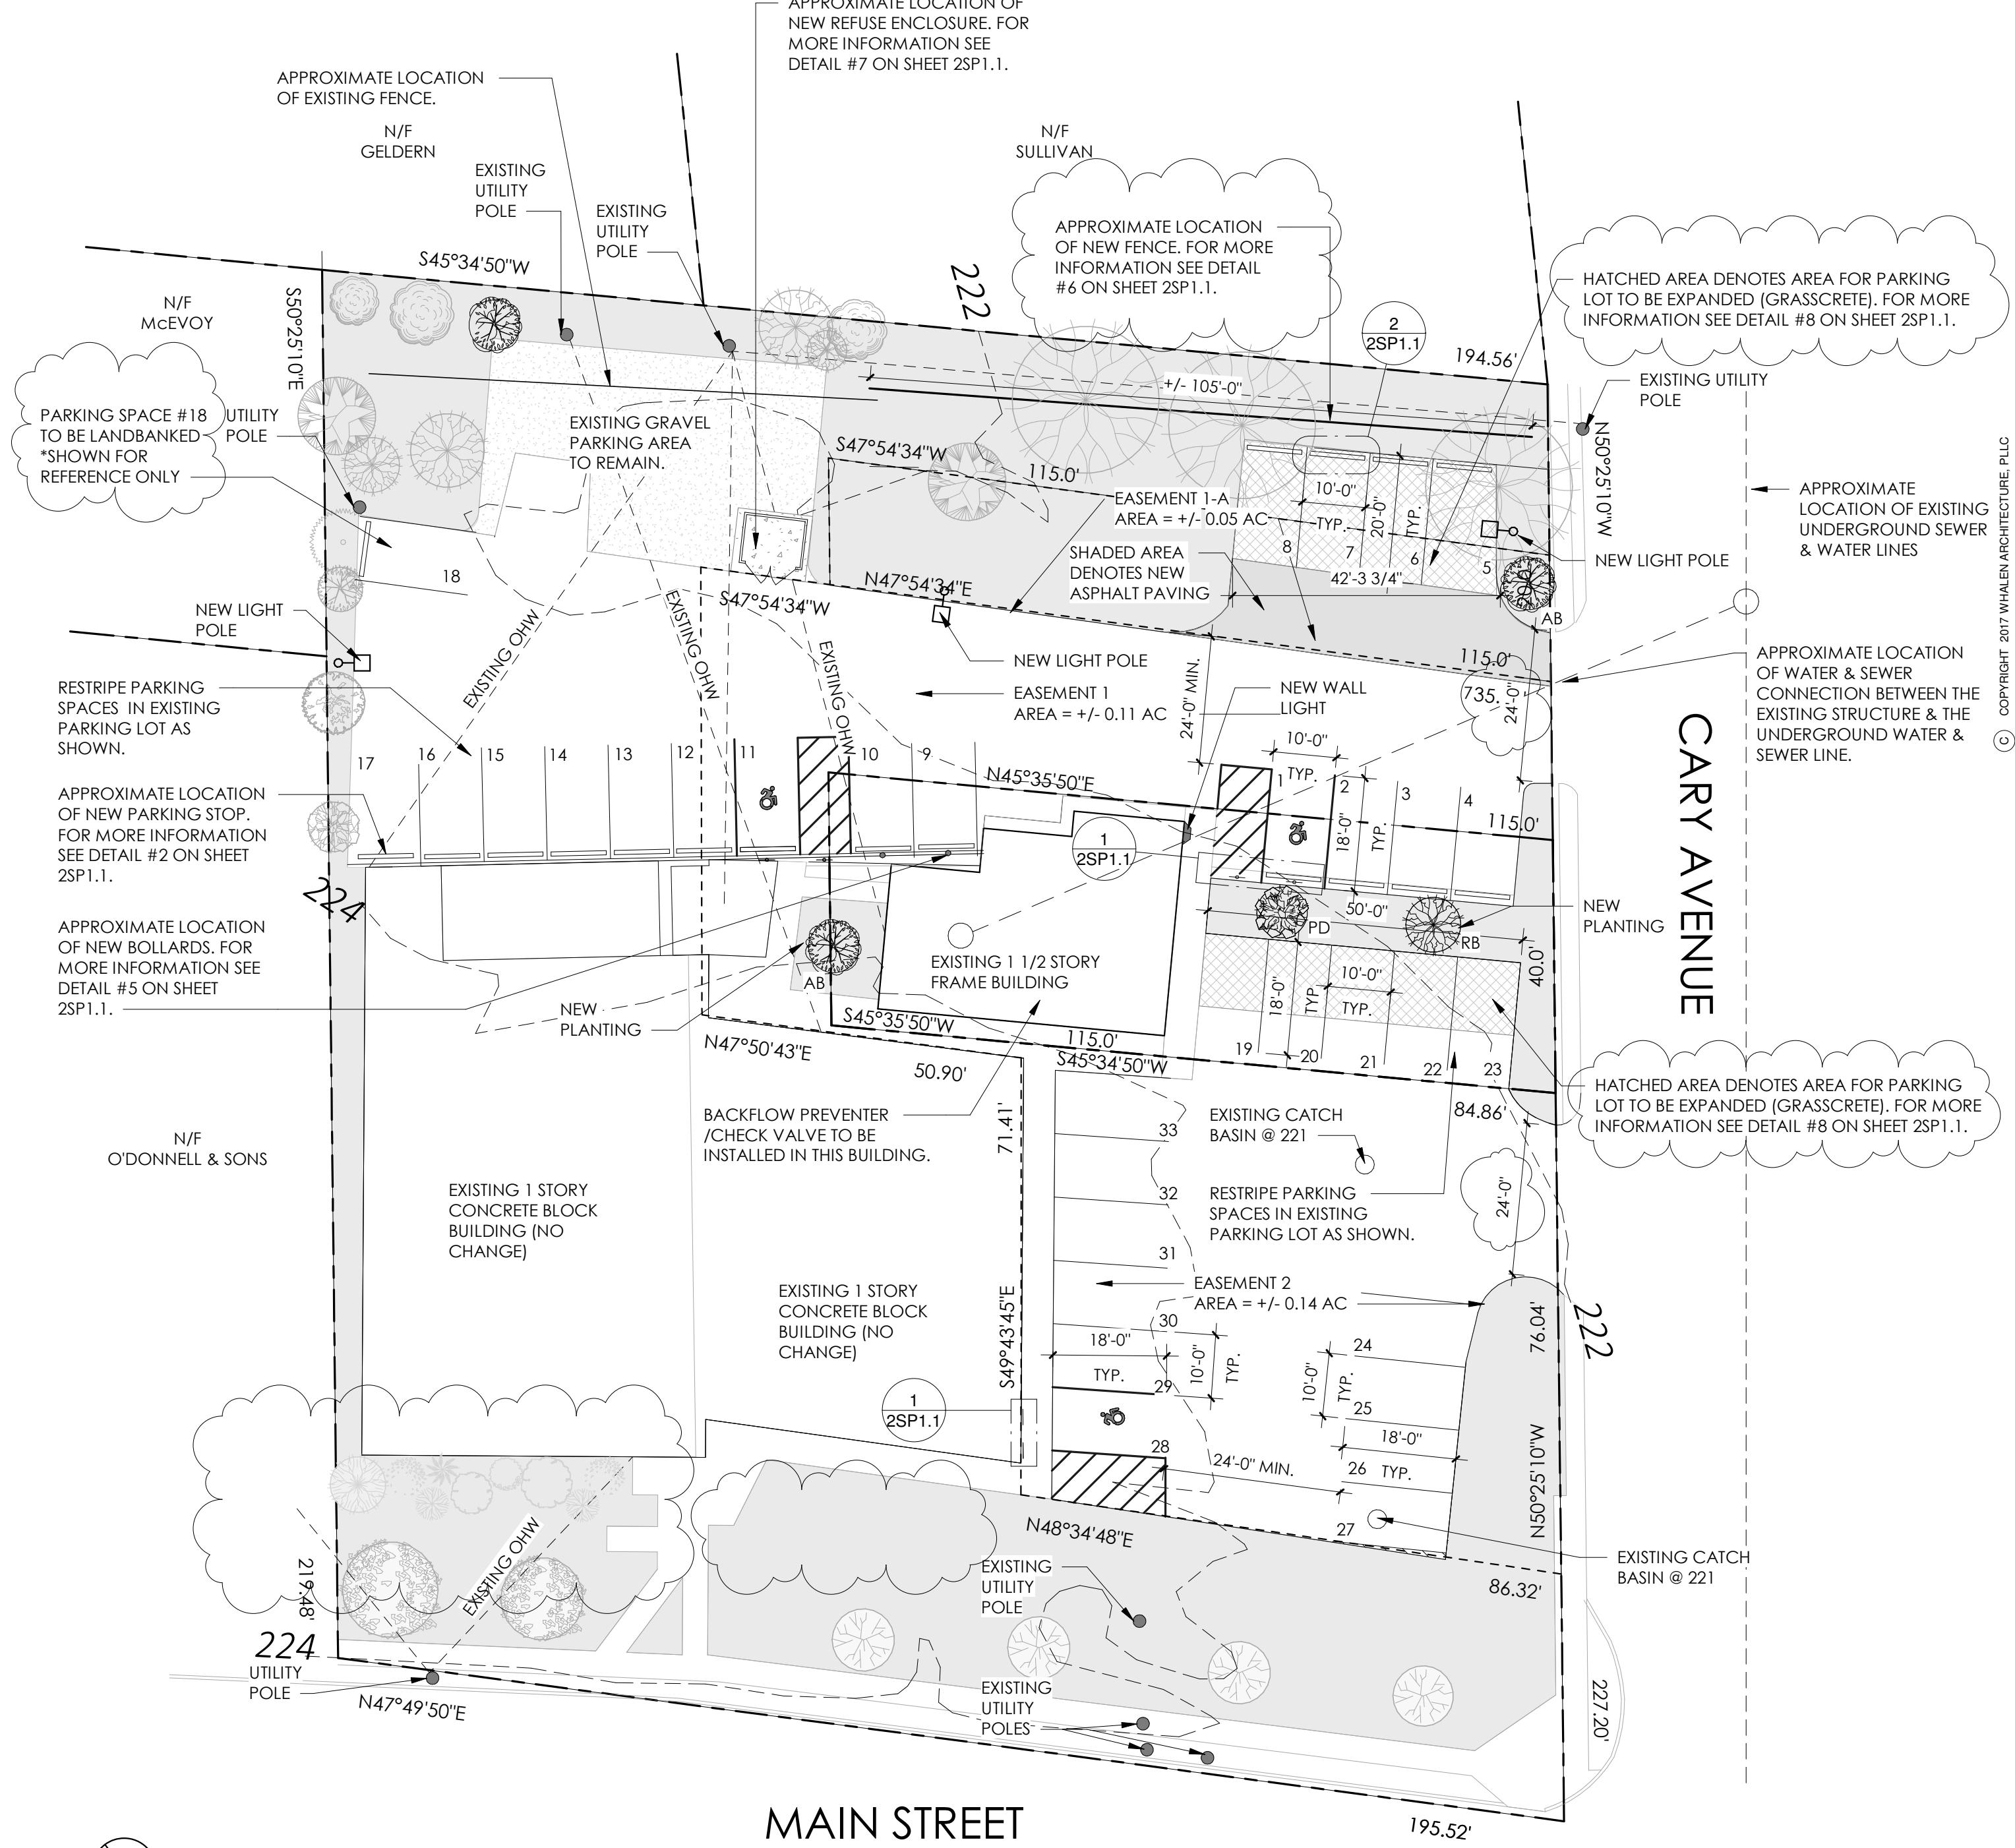 APPROXIMATE LOCATION OF
NEW REFUSE ENCLOSURE. FOR
MORE INFORMATION SEE
DETAIL #7 ON SHEET 2SP1.1.
APPROXIMATE LOCATION
OF EXISTING FENCE.
N/F
GELDERN
EXISTING
UTILITY
POLE
EXISTING
UTILITY
POLE
N/F
SULLIVAN
APPROXIMATE LOCATION
OF NEW FENCE. FOR MORE
INFORMATION SEE DETAIL
#6 ON SHEET 2SP1.1.
HATCHED AREA DENOTES AREA FOR PARKING
LOT TO BE EXPANDED (GRASSCRETE). FOR MORE
INFORMATION SEE DETAIL #8 ON SHEET 2SP1.1.
2
2SP1.1
194.56'
S45°34'50"W
222
N/F
McEVOY
S50°25'10"E
EXISTING UTILITY
POLE
+/- 105'-0"
PARKING SPACE #18
TO BE LANDBANKED
*SHOWN FOR
REFERENCE ONLY
UTILITY
POLE
EXISTING GRAVEL
PARKING AREA
TO REMAIN.
S47°54'34"W
115.0'
N50°25'10"W
EASEMENT 1-A
AREA = +/- 0.05 AC
10'-0"
TYP.
20'-0"
TYP.
8
7
6
5
42'-3 3/4"
SHADED AREA
DENOTES NEW
ASPHALT PAVING
APPROXIMATE
LOCATION OF EXISTING
UNDERGROUND SEWER
& WATER LINES
NEW LIGHT POLE
AB
18
NEW LIGHT
POLE
N47°54'34"E
S47°54'34"W
EXISTING OHW
EXISTING OHW
EXISTING OHW
NEW LIGHT POLE
EASEMENT 1
AREA = +/- 0.11 AC
24'-0" MIN.
NEW WALL
LIGHT
115.0'
735.
24'-0"
APPROXIMATE LOCATION
OF WATER & SEWER
CONNECTION BETWEEN THE
EXISTING STRUCTURE & THE
UNDERGROUND WATER &
SEWER LINE.
© COPYRIGHT 2017 WHALEN ARCHITECTURE, PLLC
RESTRIPE PARKING
SPACES IN EXISTING
PARKING LOT AS
SHOWN.
17
16
15
14
13
12
11
10
9
N45°35'50"E
10'-0"
TYP.
1
2
3
4
18'-0"
TYP.
115.0'
CARY AVENUE
APPROXIMATE LOCATION
OF NEW PARKING STOP.
FOR MORE INFORMATION
SEE DETAIL #2 ON SHEET
2SP1.1.
1
2SP1.1
224
50'-0"
PD
RB
NEW
PLANTING
40.0'
APPROXIMATE LOCATION
OF NEW BOLLARDS. FOR
MORE INFORMATION SEE
DETAIL #5 ON SHEET
2SP1.1.
AB
NEW
PLANTING
EXISTING 1 1/2 STORY
FRAME BUILDING
18'-0"
TYP
10'-0"
TYP.
19
20
21
22
23
S45°35'50"W
115.0'
S45°34'50"W
N47°50'43"E
50.90'
84.86'
HATCHED AREA DENOTES AREA FOR PARKING
LOT TO BE EXPANDED (GRASSCRETE). FOR MORE
INFORMATION SEE DETAIL #8 ON SHEET 2SP1.1.
BACKFLOW PREVENTER
/CHECK VALVE TO BE
INSTALLED IN THIS BUILDING.
71.41'
33
EXISTING CATCH
BASIN @ 221
N/F
O'DONNELL & SONS
EXISTING 1 STORY
CONCRETE BLOCK
BUILDING (NO
CHANGE)
32
RESTRIPE PARKING
SPACES IN EXISTING
PARKING LOT AS SHOWN.
24'-0"
31
EASEMENT 2
AREA = +/- 0.14 AC
EXISTING 1 STORY
CONCRETE BLOCK
BUILDING (NO
CHANGE)
S49°43'45"E
30
18'-0"
TYP.
10'-0"
TYP.
29
24
10'-0"
TYP.
25
18'-0"
26 TYP.
76.04'
222
1
2SP1.1
28
24'-0" MIN.
27
N50°25'10"W
N48°34'48"E
EXISTING CATCH
BASIN @ 221
86.32'
EXISTING OHW
219.48'
EXISTING
UTILITY
POLE
224
UTILITY
POLE
N47°49'50"E
EXISTING
UTILITY
POLES
227.20'
MAIN STREET
195.52'